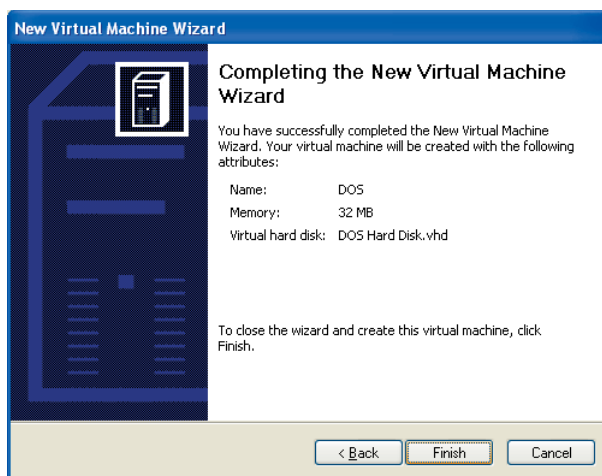 New Virtual Machine Wizard
Completing the New Virtual Machine
Wizard
You have successfully completed the New Virtual Machine
Wizard. Your virtual machine will be created with the following
attributes:
Name: DOS
Memory: 32 MB
Virtual hard disk: DOS Hard Disk.vhd
To close the wizard and create this virtual machine, click
Finish.
< Back Finish Cancel